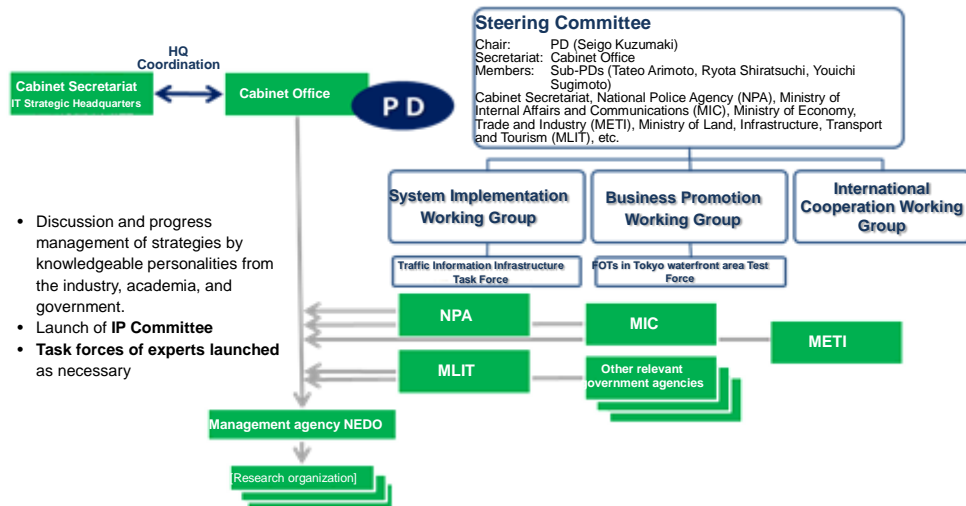 HQ
Coordination
Cabinet Secretariat
IT Strategic Headquarters
Cabinet Office
PD
Steering Committee
Chair: PD (Seigo Kuzumaki)
Secretariat: Cabinet Office
Members: Sub-PDs (Tateo Arimoto, Ryota Shiratsuchi, Youichi
Sugimoto)
Cabinet Secretariat, National Police Agency (NPA), Ministry of
Internal Affairs and Communications (MIC), Ministry of Economy,
Trade and Industry (METI), Ministry of Land, Infrastructure, Transport
and Tourism (MLIT), etc.
System Implementation
Working Group
Business Promotion
Working Group
International
Cooperation Working
Group
Traffic Information Infrastructure
Task Force
FOTs in Tokyo waterfront area Test
Force
• Discussion and progress
management of strategies by
knowledgeable personalities from
the industry, academia, and
government.
• Launch of IP Committee
• Task forces of experts launched
as necessary
NPA
MIC
METI
MLIT
Other relevant
overnment agencies
Management agency NEDO
[Research organization]